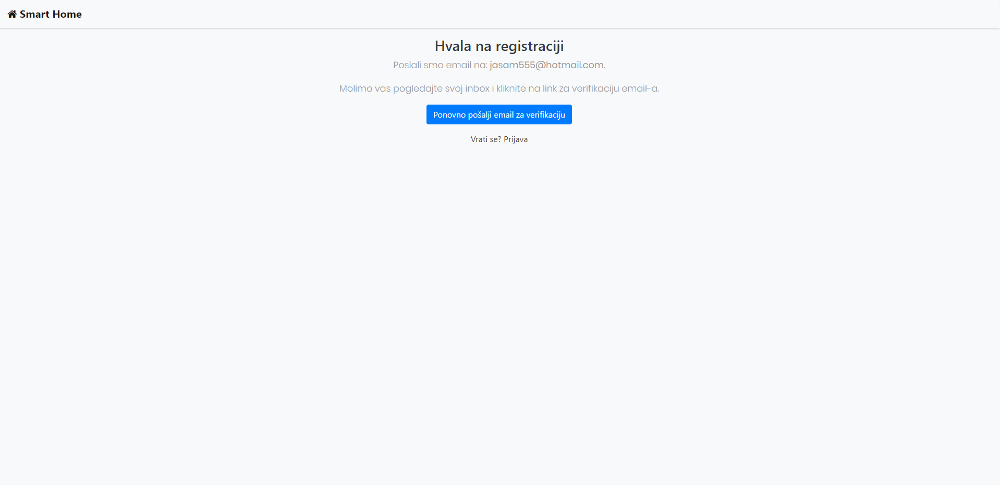 Smart Home
Hvala na registraciji
Poslali smo email na: jasam555@hotmail.com.
Molimo vas pogledajte svoj inbox i kliknite na link za verifikaciju email-a.
Ponovno pošalji email za verifikaciju
Vrati se? Prijava